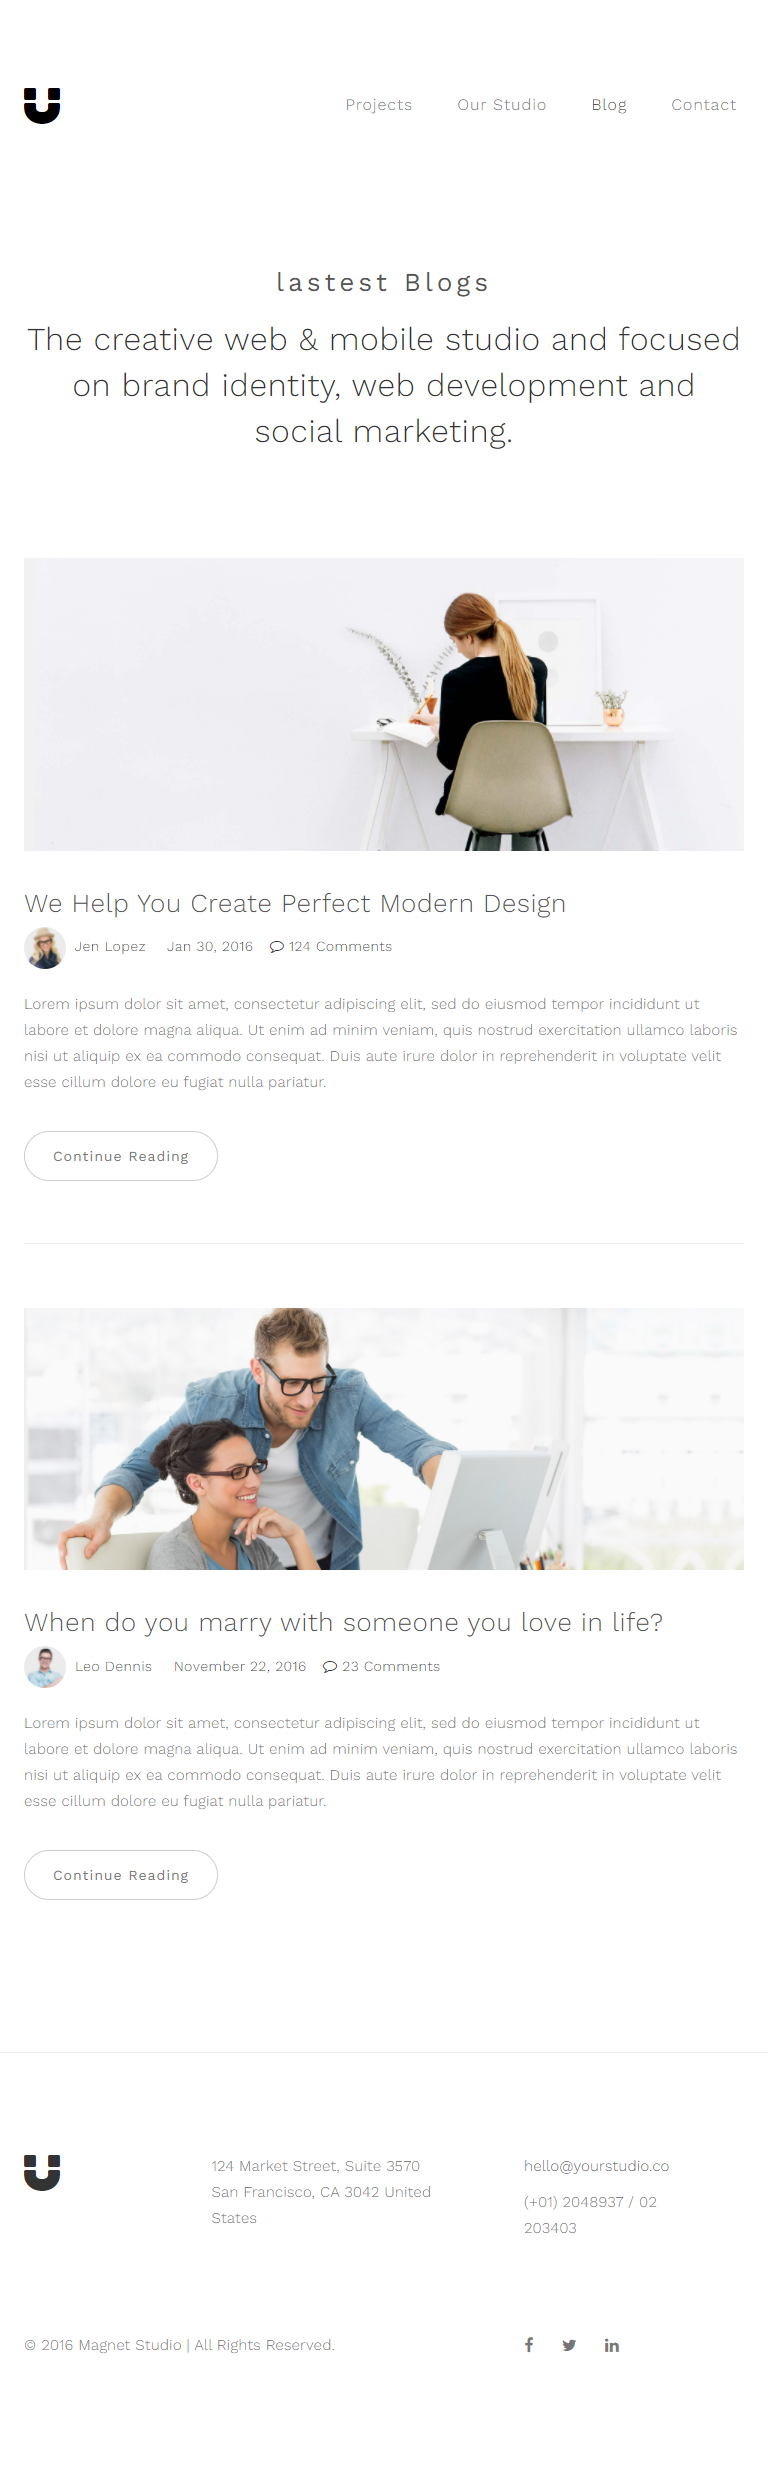 Projects Our Studio Blog Contact
lastest Blogs
The creative web & mobile studio and focused
on brand identity, web development and
social marketing.
We Help You Create Perfect Modern Design
Jen Lopez Jan 30, 2016 124 Comments
Lorem ipsum dolor sit amet, consectetur adipiscing elit, sed do eiusmod tempor incididunt ut
labore et dolore magna aliqua. Ut enim ad minim veniam, quis nostrud exercitation ullamco laboris
nisi ut aliquip ex ea commodo consequat. Duis aute irure dolor in reprehenderit in voluptate velit
esse cillum dolore eu fugiat nulla pariatur.
Continue Reading
When do you marry with someone you love in life?
Leo Dennis November 22, 2016 23 Comments
Lorem ipsum dolor sit amet, consectetur adipiscing elit, sed do eiusmod tempor incididunt ut
labore et dolore magna aliqua. Ut enim ad minim veniam, quis nostrud exercitation ullamco laboris
nisi ut aliquip ex ea commodo consequat. Duis aute irure dolor in reprehenderit in voluptate velit
esse cillum dolore eu fugiat nulla pariatur.
Continue Reading
124 Market Street, Suite 3570
San Francisco, CA 3042 United
States
hello@yourstudio.co
(+01) 2048937 / 02
203403
© 2016 Magnet Studio | All Rights Reserved.